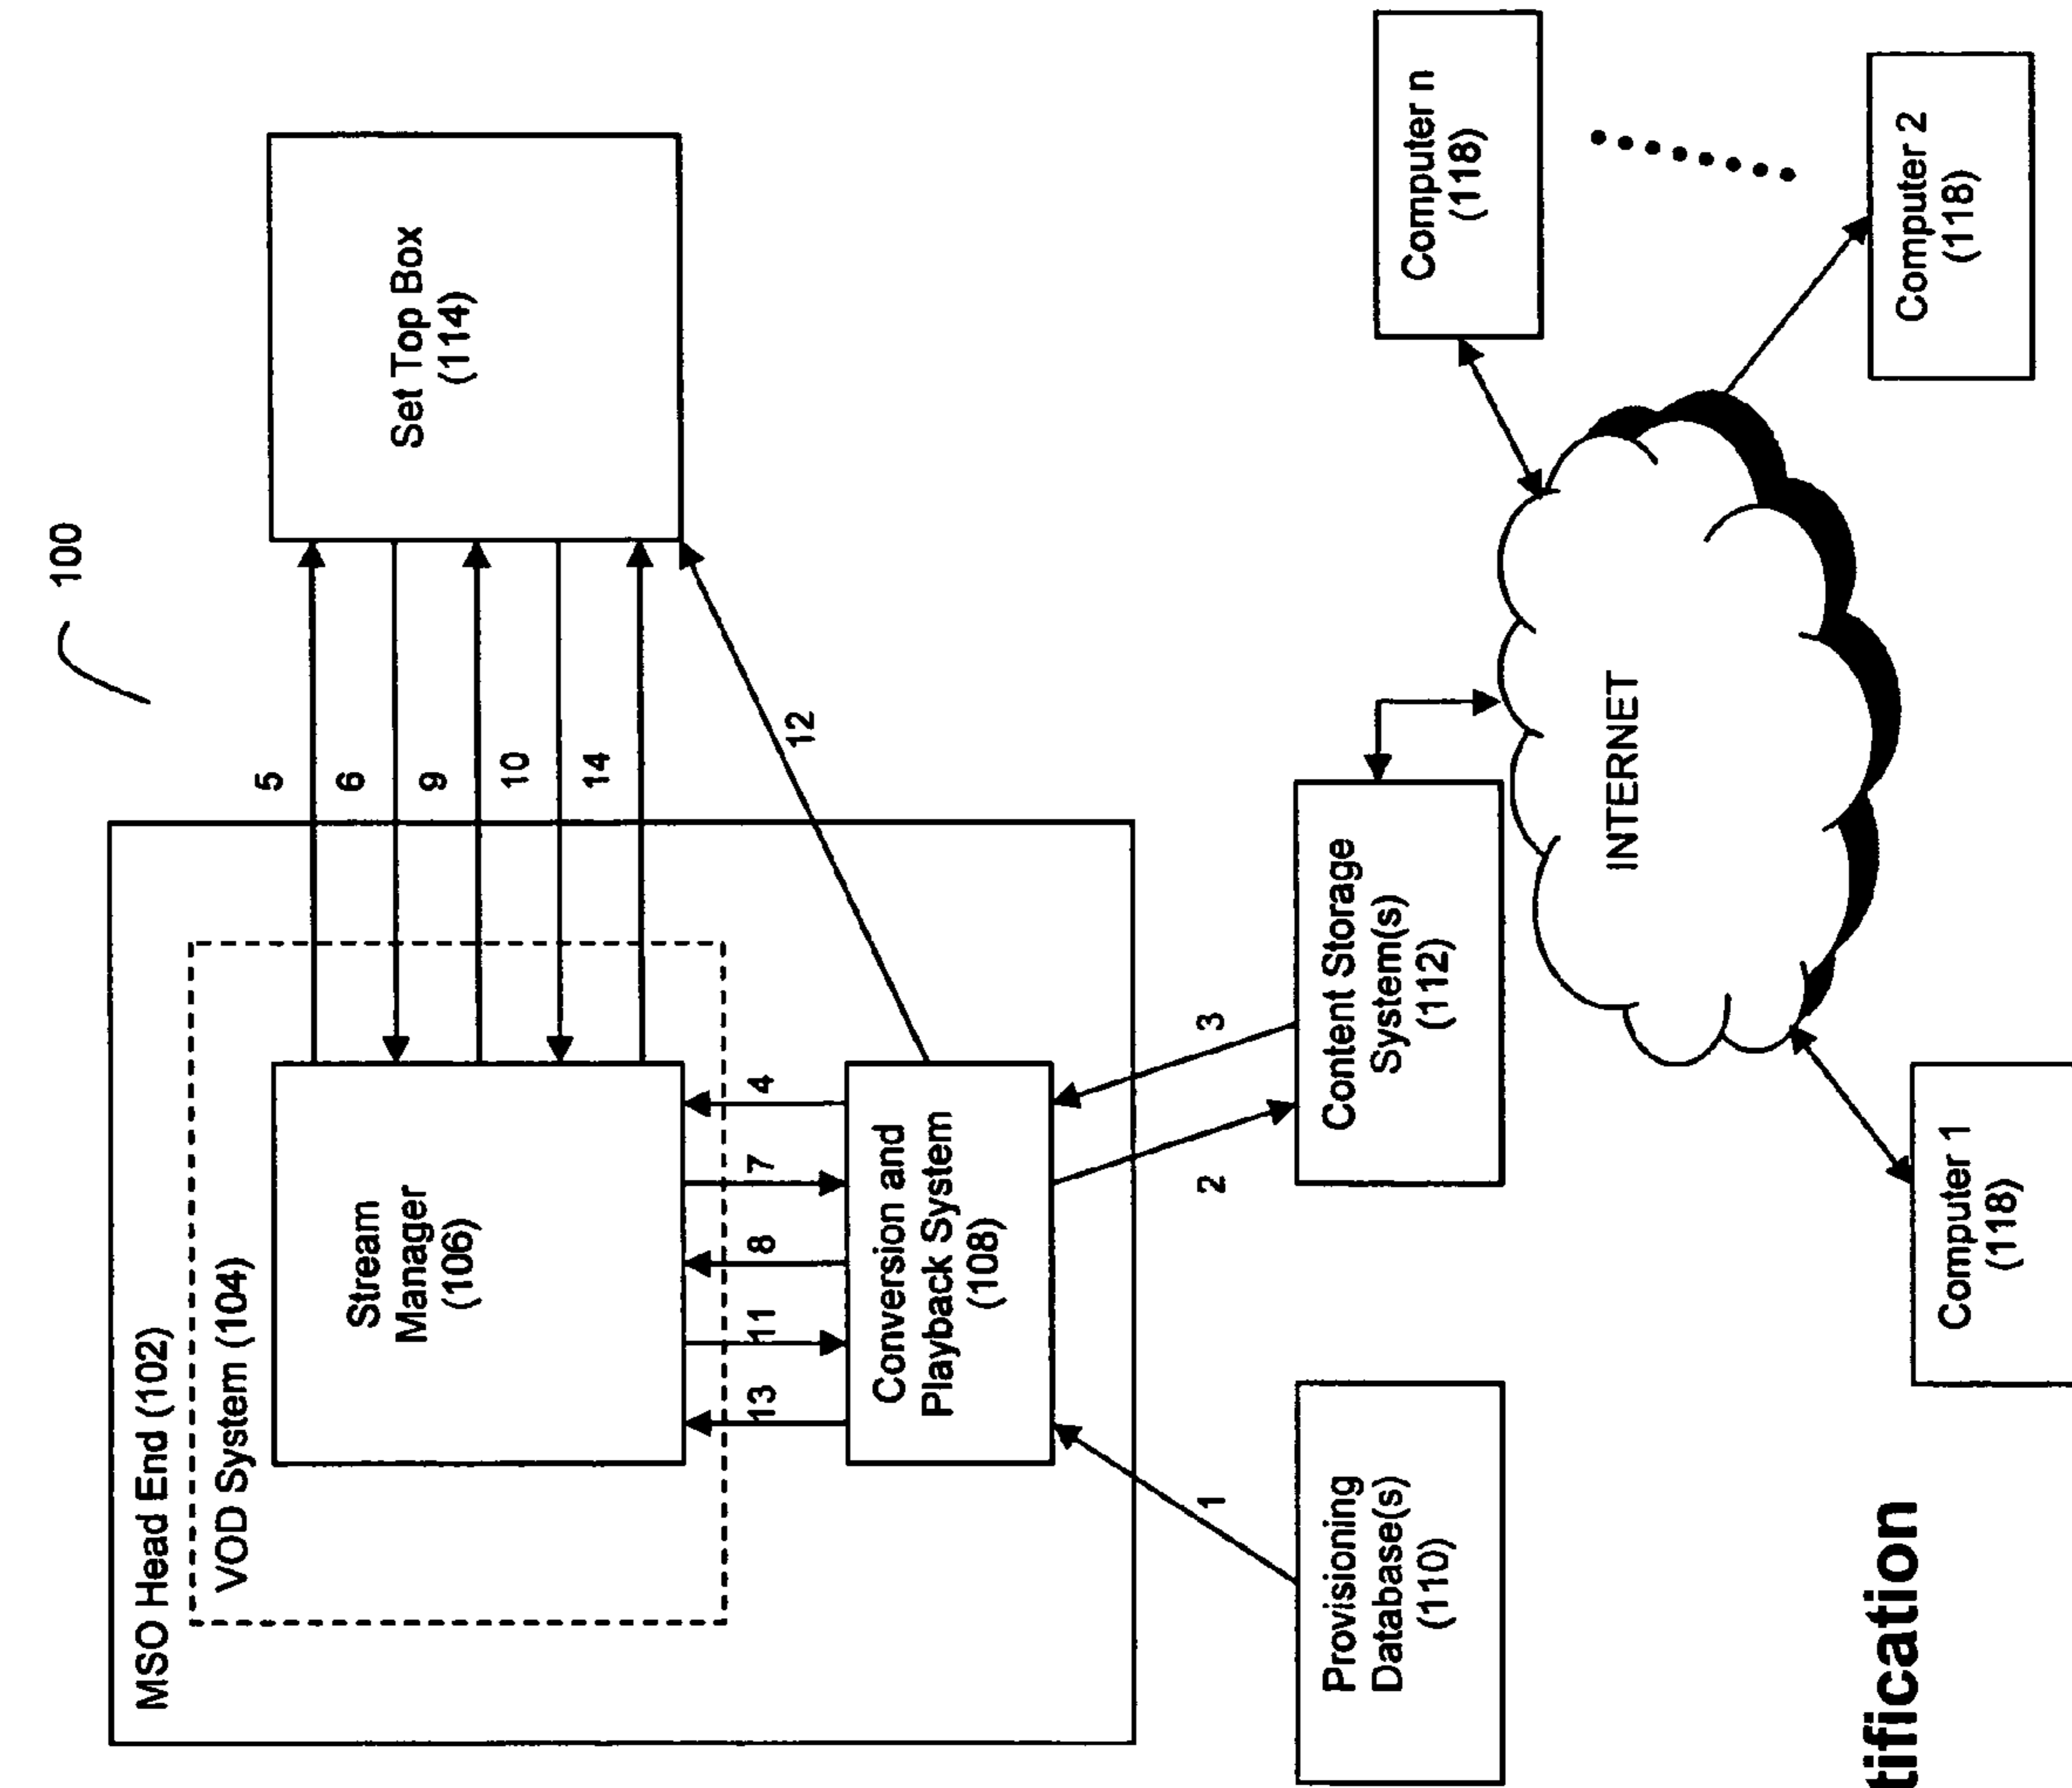 100
MSO Head End (102)
VOD System (104)
Stream
Manager
(106)
5
6
9
10
14
Set Top Box
(114)
13
11
8
7
4
12
Conversion and
Playback System
(108)
1
2
3
Provisioning
Database(s)
(110)
Content Storage
System(s)
(112)
INTERNET
Computer n
(118)
Computer 1
(118)
Computer 2
(118)
tification